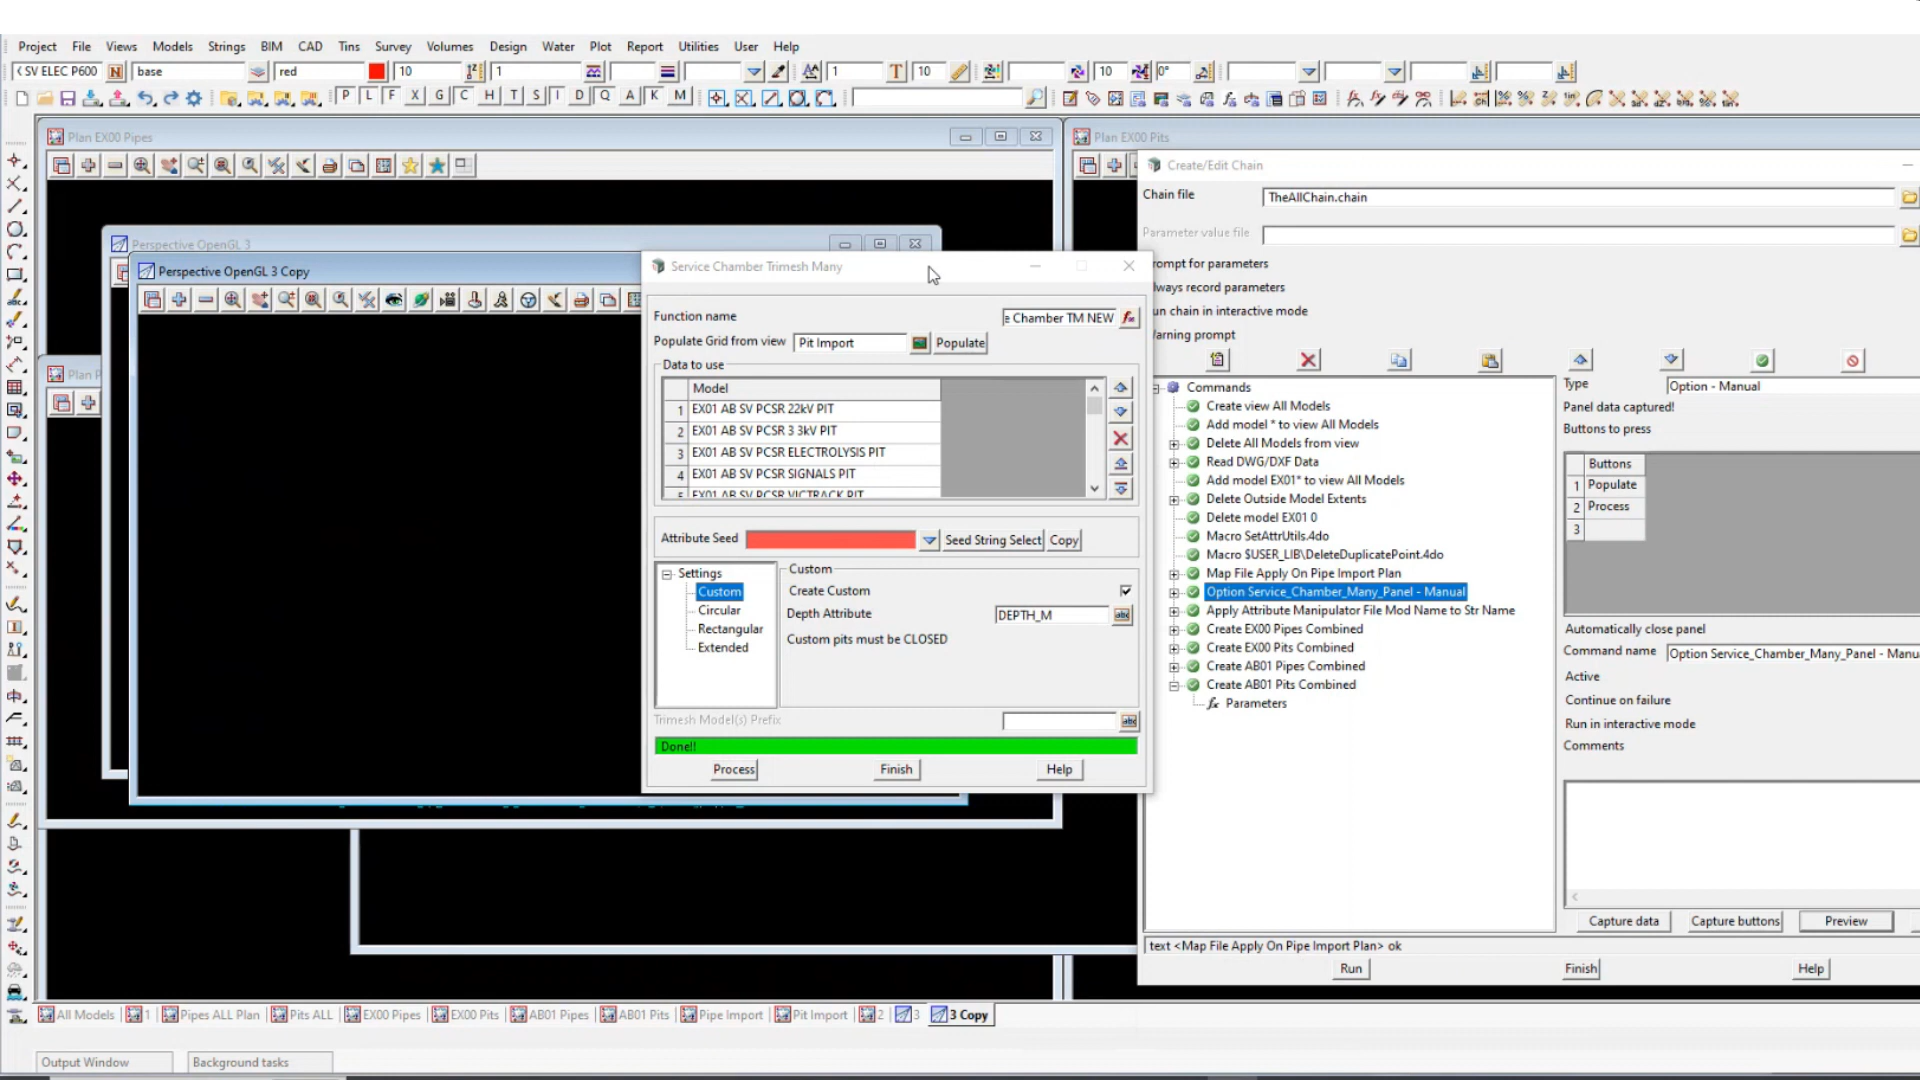 Project File Views Models Strings BIM CAD Tins Survey Volumes Design Water Plot Report Utilities User Help
SV ELEC P600 N base red 10 1 1 T 10 10 0°
P L F X G C H T S I D Q A K M
Plan EX00 Pipes
Plan EX00 Pits
Perspective OpenGL 3
Perspective OpenGL 3 Copy
Plan P
Service Chamber Trimesh Many
Function name
e Chamber TM NEW
Populate Grid from view Pit Import Populate
Data to use
Model
1 EX01 AB SV PCSR 22kV PIT
2 EX01 AB SV PCSR 3 3kV PIT
3 EX01 AB SV PCSR ELECTROLYSIS PIT
4 EX01 AB SV PCSR SIGNALS PIT
5 EX01 AB SV PCSR VICTRACK PIT
Attribute Seed Seed String Select Copy
Settings
Custom
Circular
Rectangular
Extended
Custom
Create Custom
Depth Attribute DEPTH_M
Custom pits must be CLOSED
Trimesh Model(s) Prefix
Done!!
Process Finish Help
Create/Edit Chain
Chain file TheAllChain.chain
Parameter value file
rompt for parameters
lways record parameters
un chain in interactive mode
arning prompt
Commands
Create view All Models
Add model * to view All Models
Delete All Models from view
Read DWG/DXF Data
Add model EX01* to view All Models
Delete Outside Model Extents
Delete model EX01 0
Macro SetAttrUtils.4do
Macro $USER_LIB\DeleteDuplicatePoint.4do
Map File Apply On Pipe Import Plan
Option Service_Chamber_Many_Panel - Manual
Apply Attribute Manipulator File Mod Name to Str Name
Create EX00 Pipes Combined
Create EX00 Pits Combined
Create AB01 Pipes Combined
Create AB01 Pits Combined
Parameters
Type Option - Manual
Panel data captured!
Buttons to press
Buttons
1 Populate
2 Process
3
Automatically close panel
Command name Option Service_Chamber_Many_Panel - Manu
Active
Continue on failure
Run in interactive mode
Comments
Capture data Capture buttons Preview
text <Map File Apply On Pipe Import Plan> ok
Run Finish Help
All Models 1 Pipes ALL Plan Pits ALL EX00 Pipes EX00 Pits AB01 Pipes AB01 Pits Pipe Import Pit Import 2 3 3 Copy
Output Window Background tasks